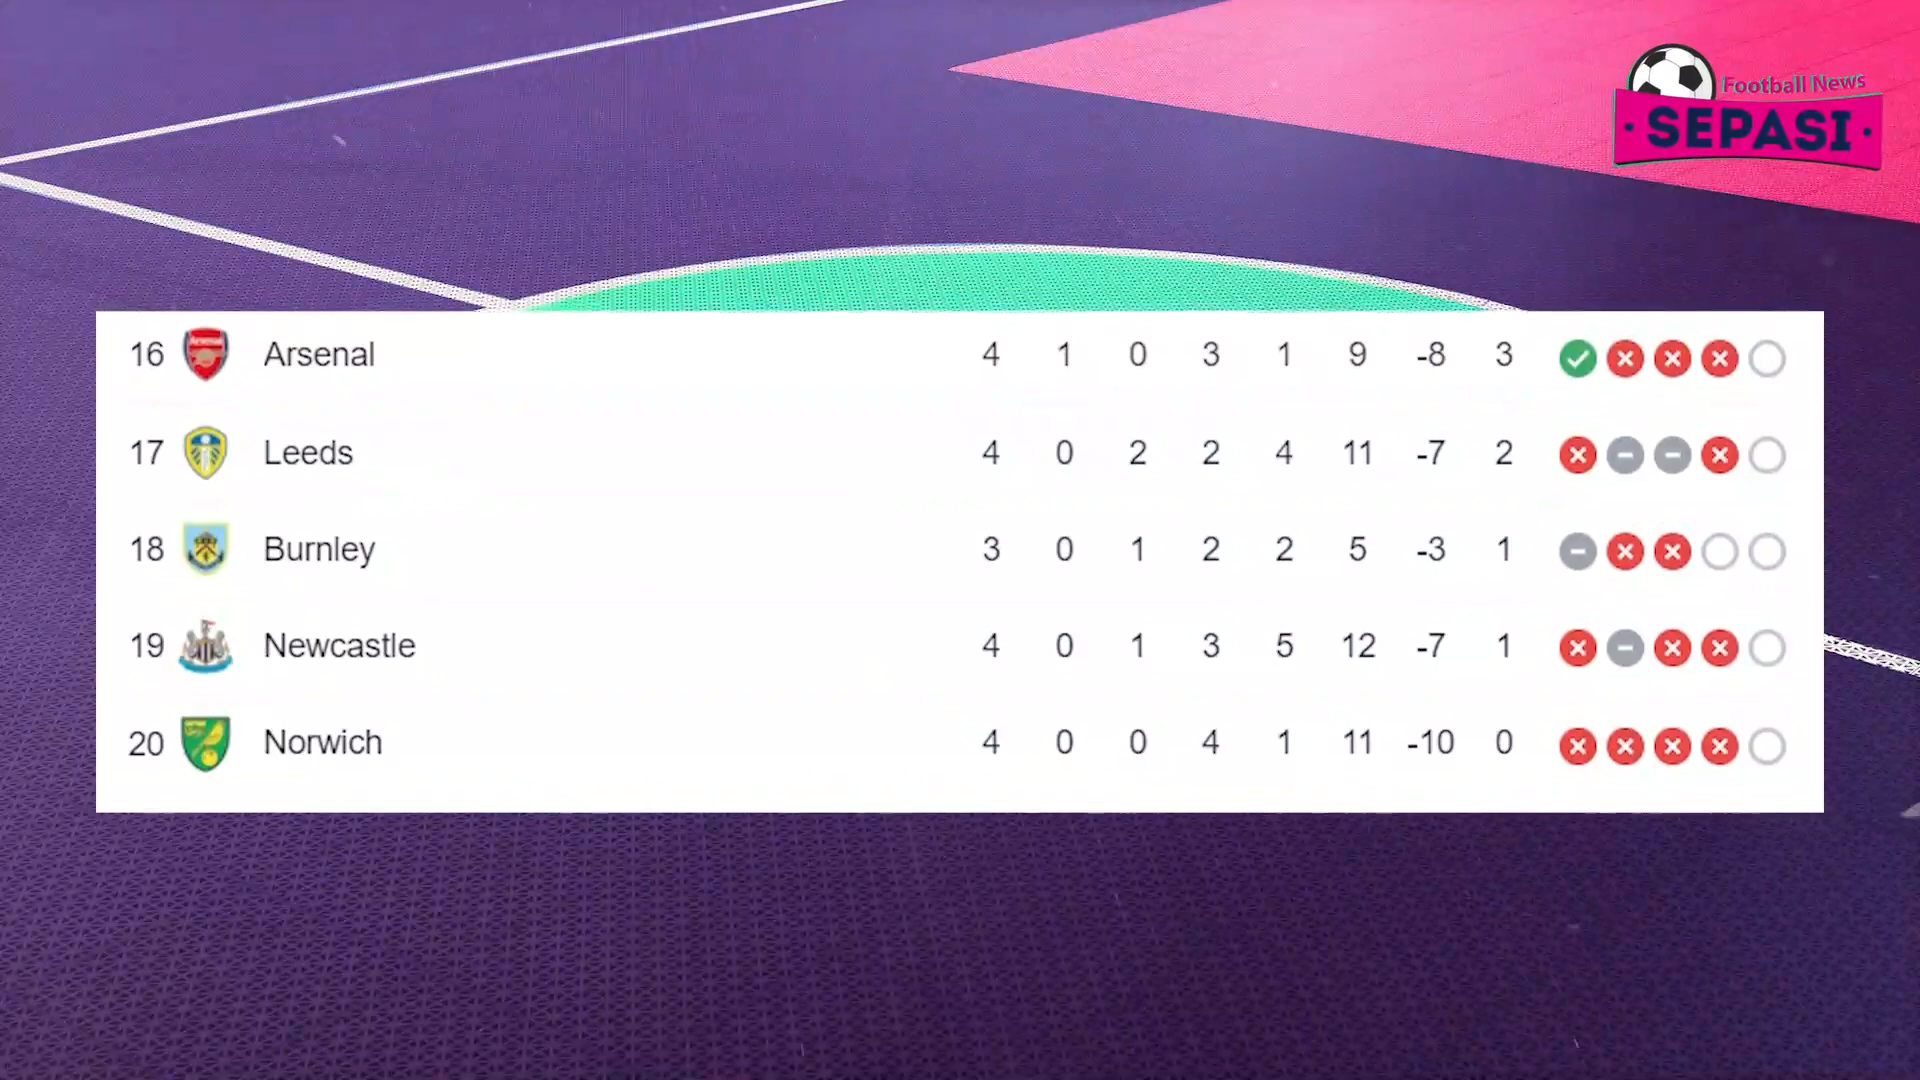 Football News
· SEPASI ·
16 Arsenal 4 1 0 3 1 9 -8 3
17 Leeds 4 0 2 2 4 11 -7 2
18 Burnley 3 0 1 2 2 5 -3 1
19 Newcastle 4 0 1 3 5 12 -7 1
20 Norwich 4 0 0 4 1 11 -10 0